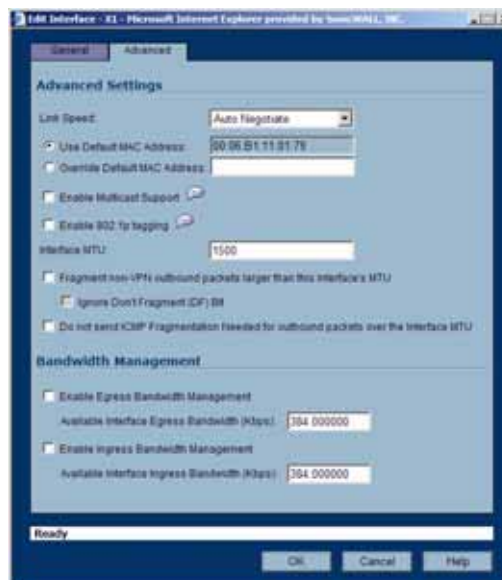 Edit Interface - X1 - Microsoft Internet Explorer provided by SonicWALL, INC.
General
Advanced
Advanced Settings
Link Speed:
Auto Negotiate
Use Default MAC Address:
00:06:B1:11:01:79
Override Default MAC Address:
Enable Multicast Support
Enable 802.1p tagging
Interface MTU:
1500
Fragment non-VPN outbound packets larger than this Interface's MTU
Ignore Don't Fragment (DF) Bit
Do not send ICMP Fragmentation Needed for outbound packets over the Interface MTU
Bandwidth Management
Enable Egress Bandwidth Management
Available Interface Egress Bandwidth (Kbps):
384.000000
Enable Ingress Bandwidth Management
Available Interface Ingress Bandwidth (Kbps):
384.000000
Ready
OK
Cancel
Help